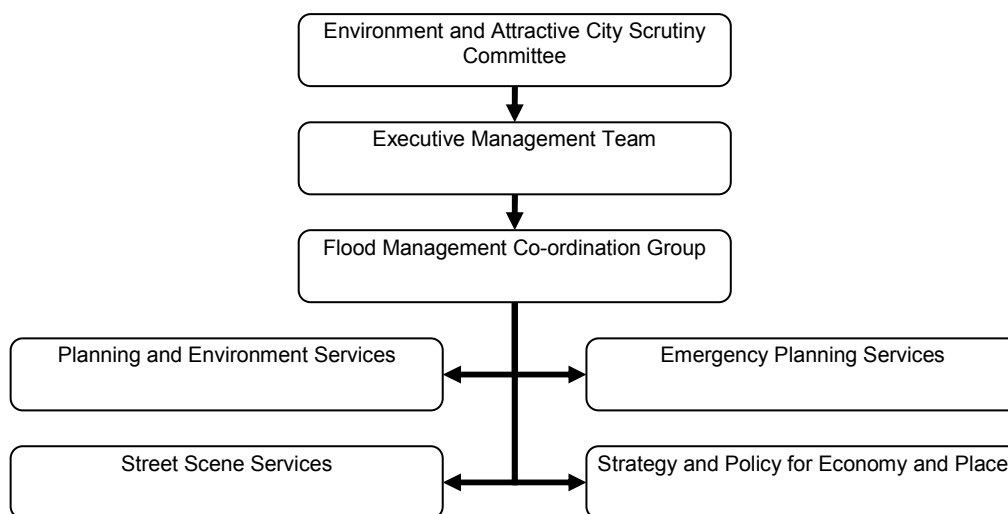 Environment and Attractive City Scrutiny
Committee
Executive Management Team
Flood Management Co-ordination Group
Planning and Environment Services
Emergency Planning Services
Street Scene Services
Strategy and Policy for Economy and Place